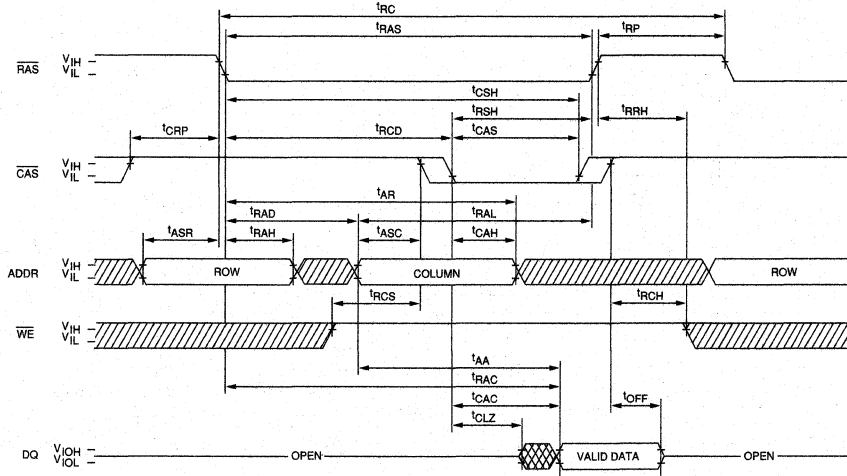 tRC
tRAS
tRP
RAS
VIH
VIL
tCSH
tRSH
tRRH
tCRP
tRCD
tCAS
CAS
VIH
VIL
tAR
tRAD
tRAL
tASR
tRAH
tASC
tCAH
ADDR
VIH
VIL
ROW
COLUMN
ROW
tRCS
tRCH
WE
VIH
VIL
tAA
tRAC
tCAC
tOFF
tCLZ
DQ
VIOH
VIOL
OPEN
VALID DATA
OPEN